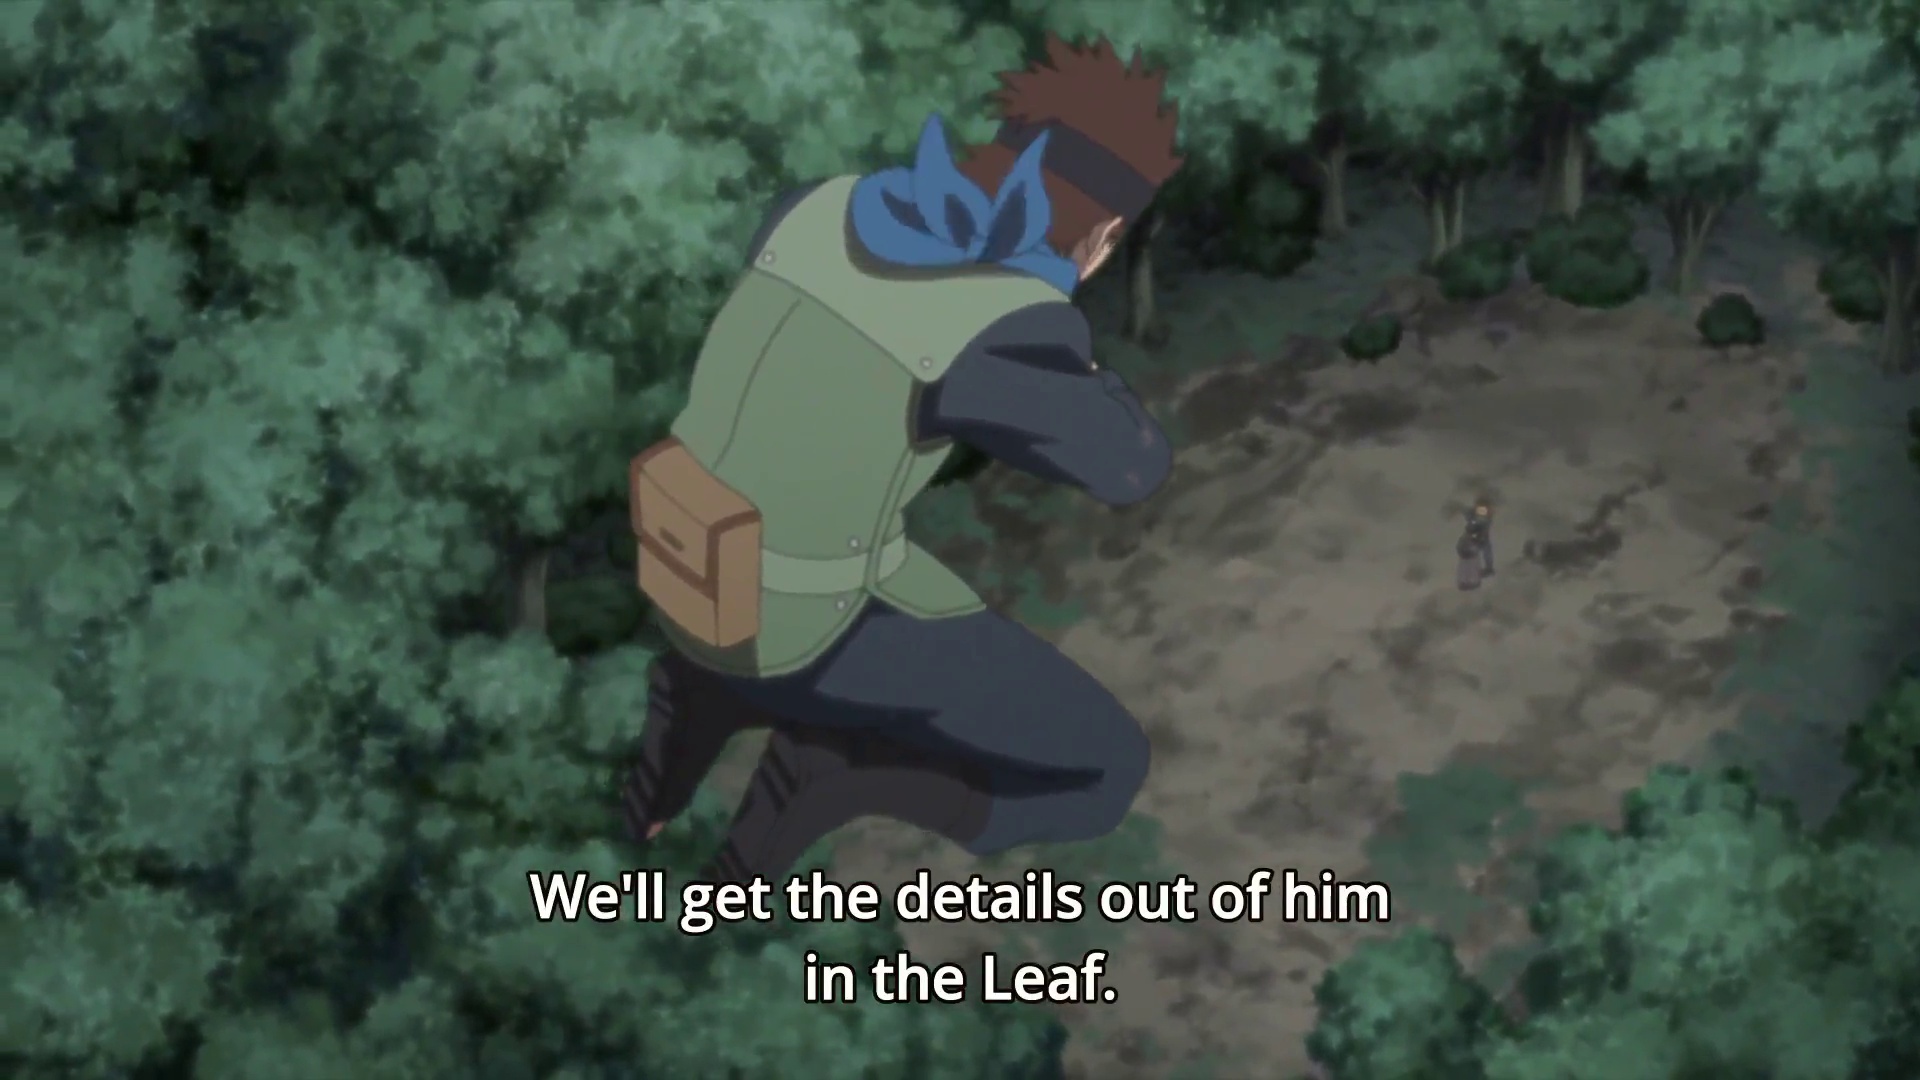 We'll get the details out of him
in the Leaf.